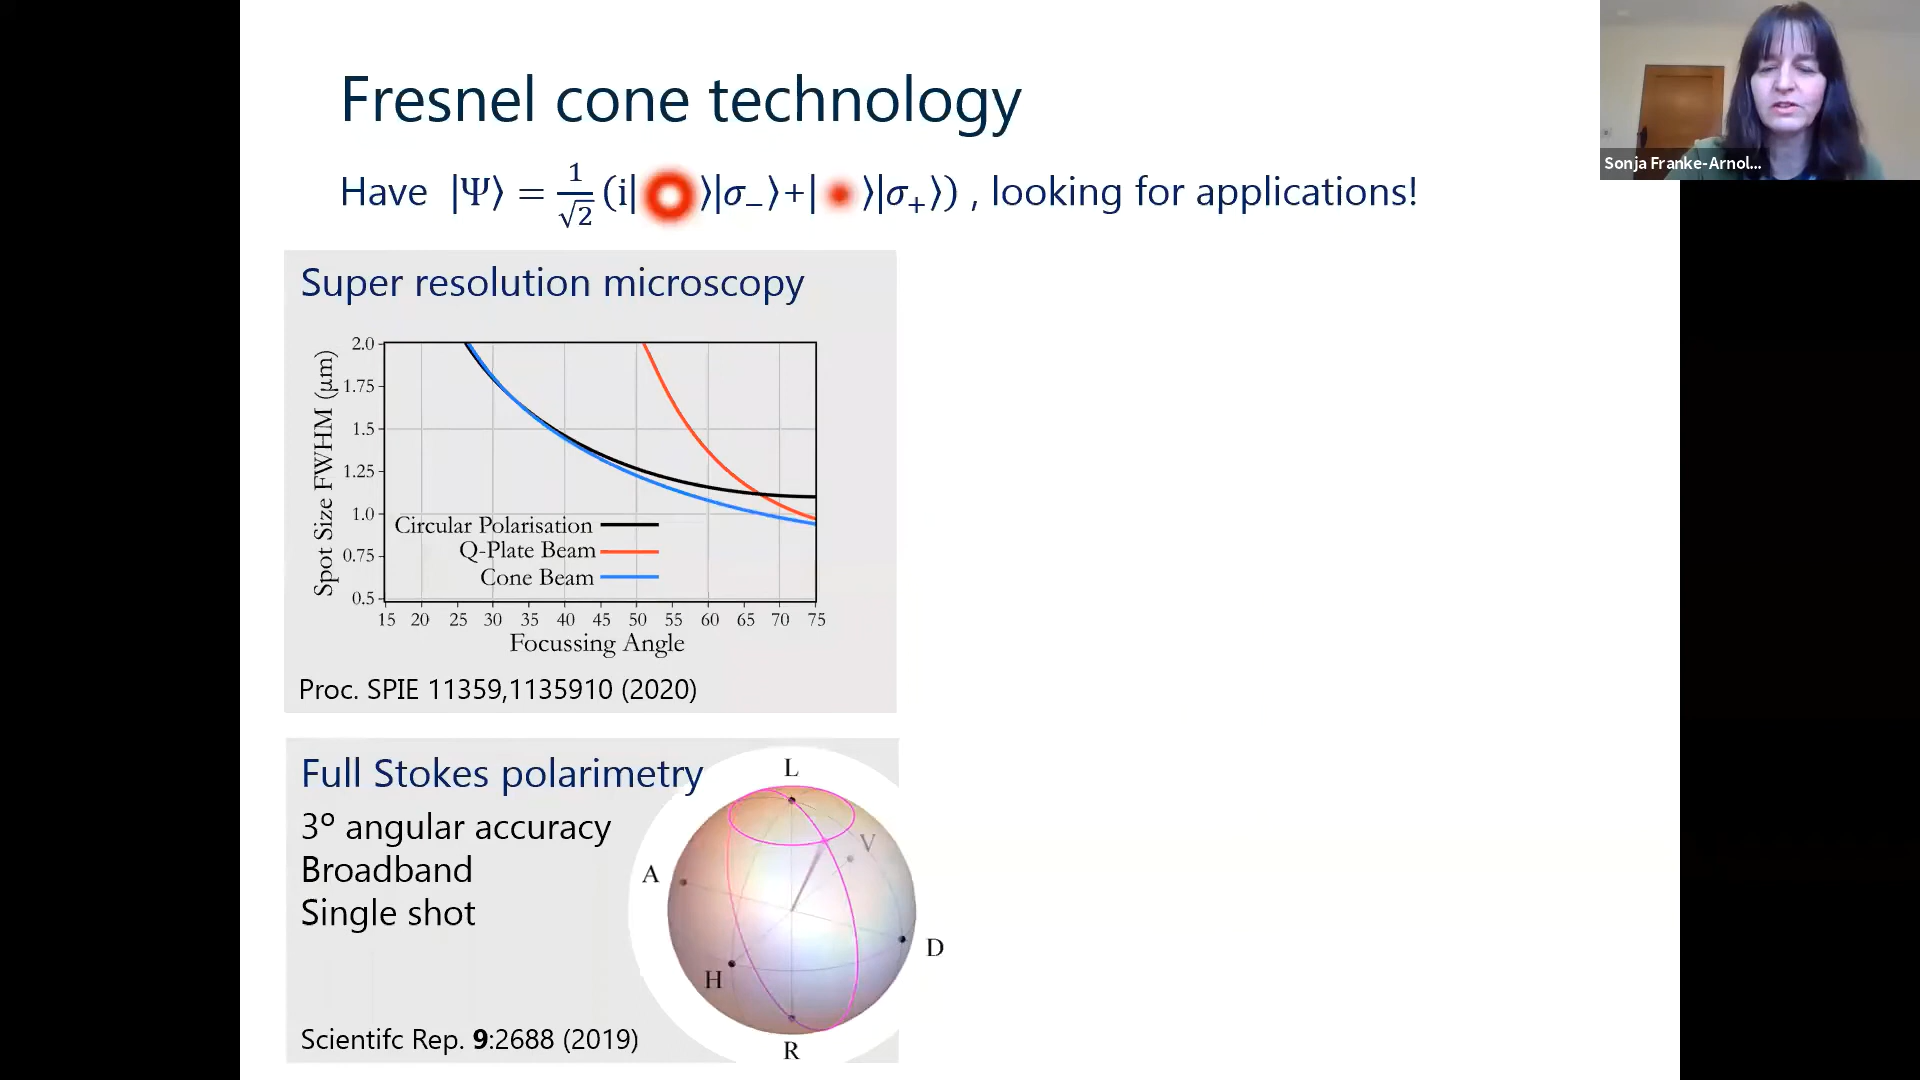 Fresnel cone technology
Have |Ψ⟩ = 1/√2 (i| ⟩|σ₋⟩+| ⟩|σ₊⟩) , looking for applications!
Sonja Franke-Arnol...
Super resolution microscopy
Spot Size FWHM (μm)
2.0
1.75
1.5
1.25
1.0
0.75
0.5
Circular Polarisation
Q-Plate Beam
Cone Beam
15 20 25 30 35 40 45 50 55 60 65 70 75
Focussing Angle
Proc. SPIE 11359,1135910 (2020)
Full Stokes polarimetry
3º angular accuracy
Broadband
Single shot
L
V
A
D
H
R
Scientifc Rep. 9:2688 (2019)